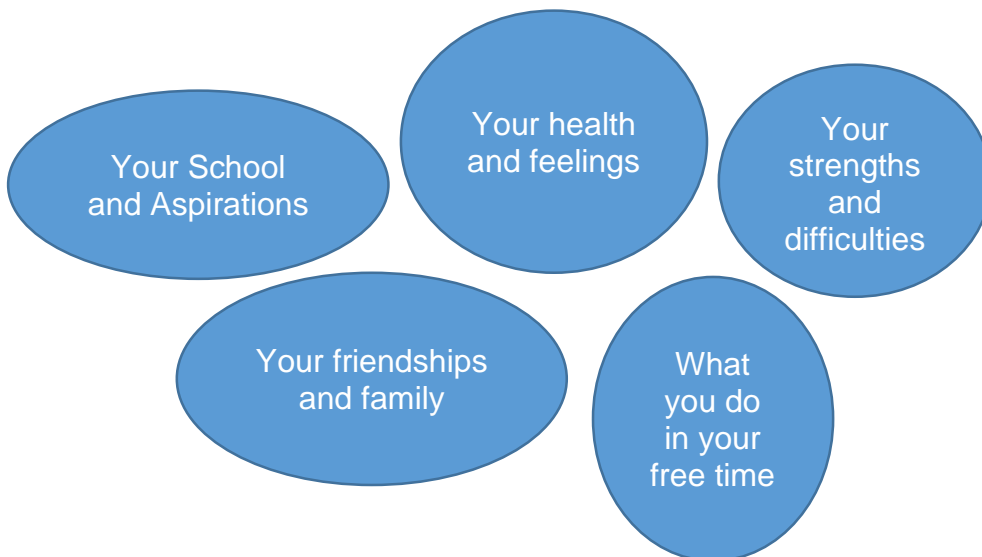 Your School
and Aspirations
Your health
and feelings
Your
strengths
and
difficulties
Your friendships
and family
What
you do
in your
free time